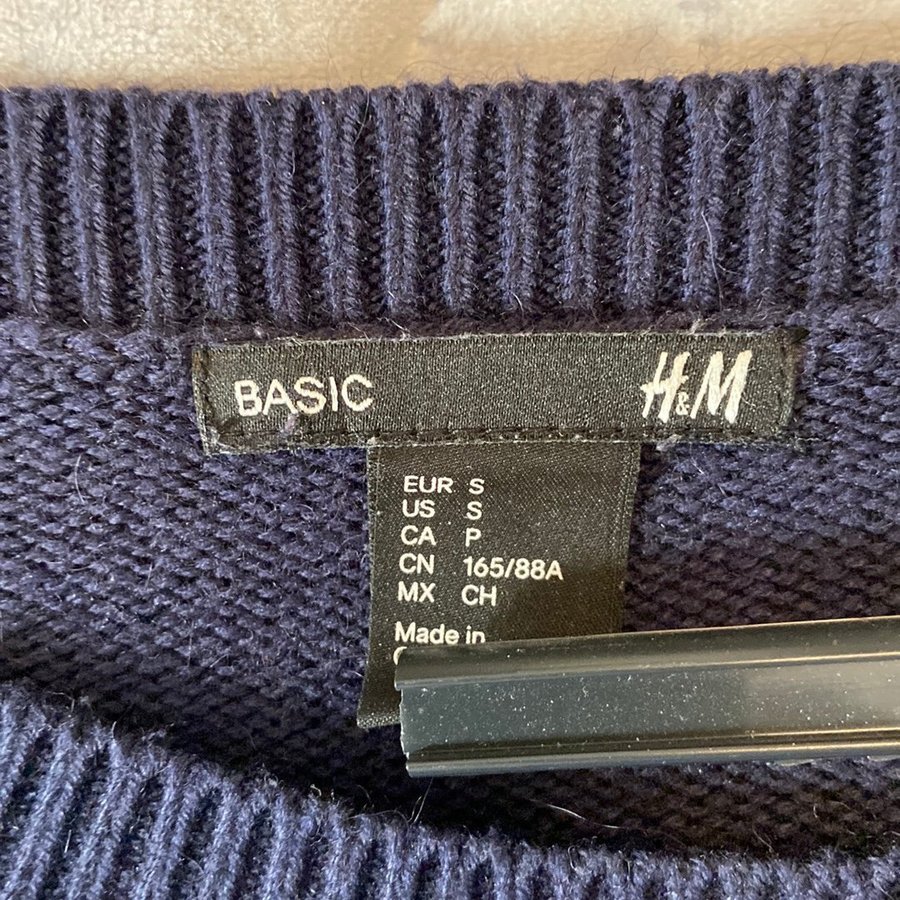 BASIC H&M
EUR S
US S
CA P
CN 165/88A
MX CH
Made in